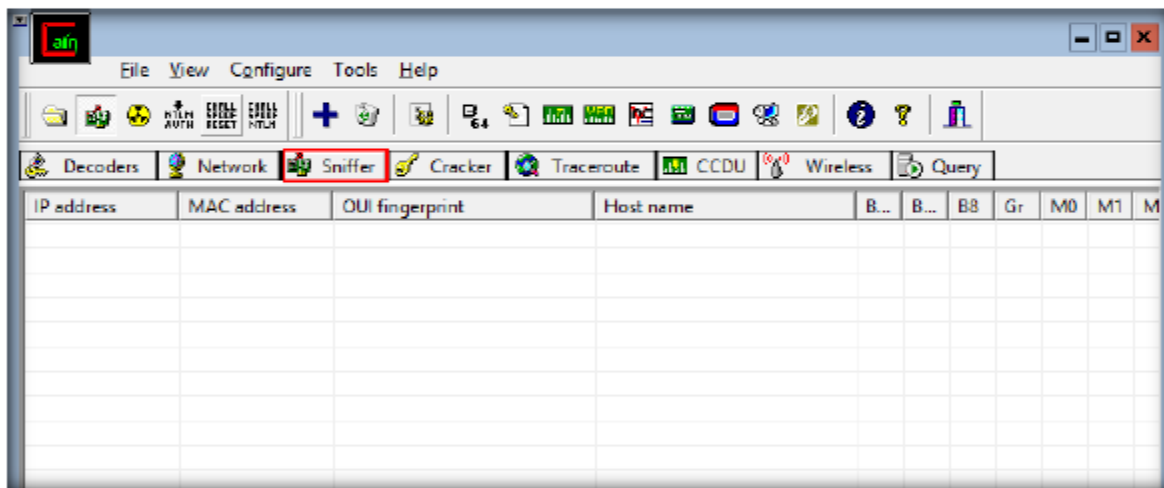 Cain
File View Configure Tools Help
Decoders Network Sniffer Cracker Traceroute CCDU Wireless Query
IP address MAC address OUI fingerprint Host name B... B... B8 Gr M0 M1 M